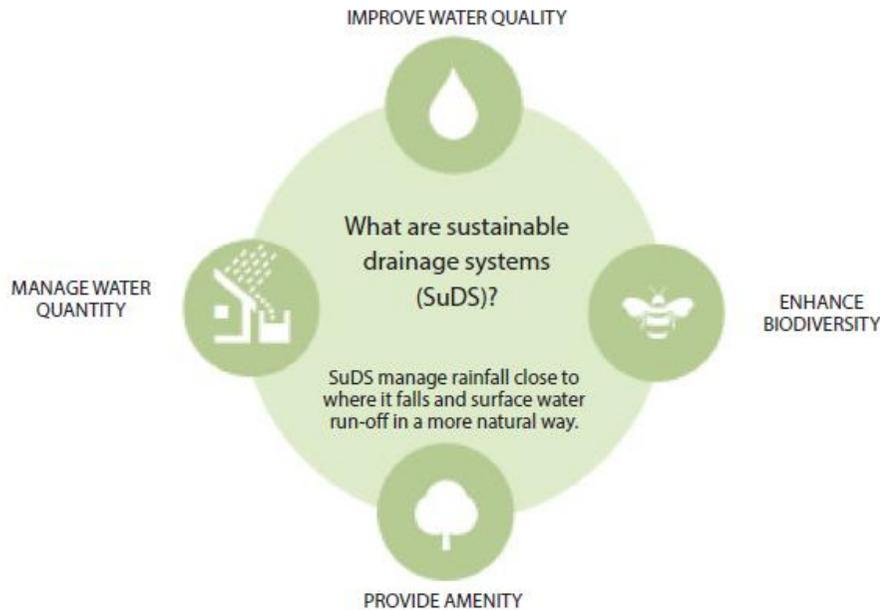 IMPROVE WATER QUALITY
What are sustainable
drainage systems
(SuDS)?
MANAGE WATER
QUANTITY
ENHANCE
BIODIVERSITY
SuDS manage rainfall close to
where it falls and surface water
run-off in a more natural way.
PROVIDE AMENITY